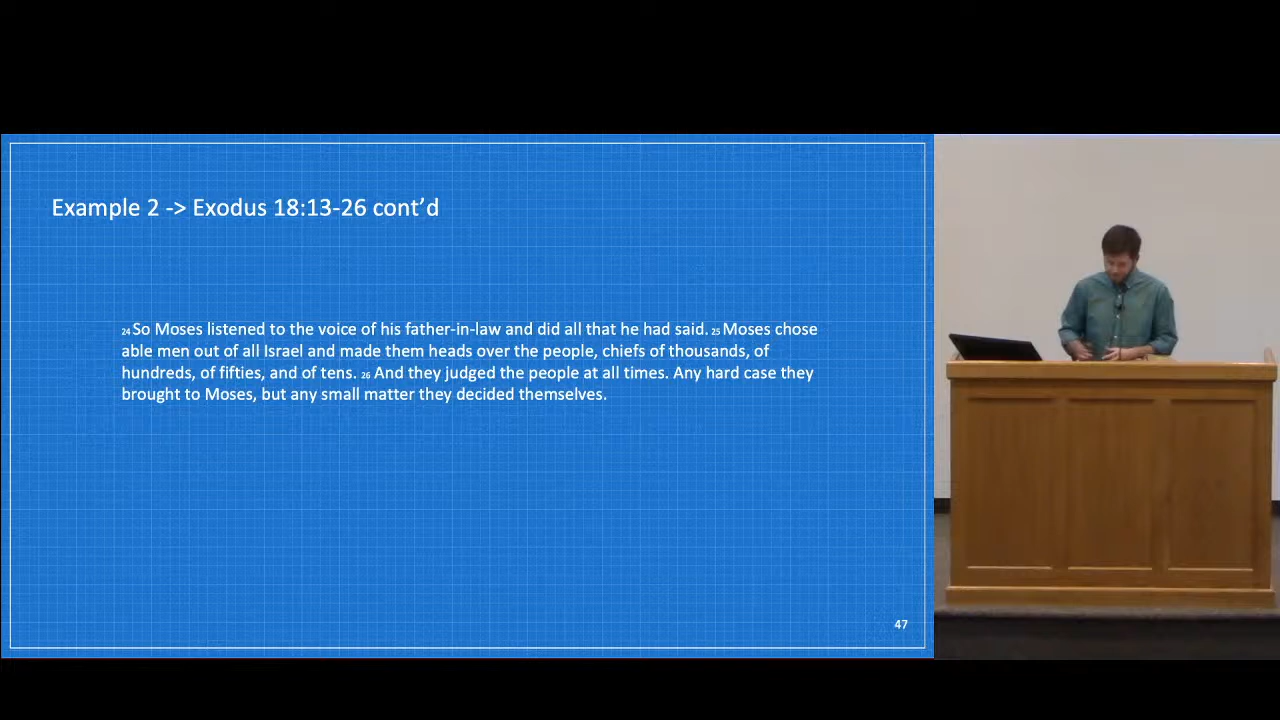 Example 2 -> Exodus 18:13-26 cont’d
24 So Moses listened to the voice of his father-in-law and did all that he had said. 25 Moses chose
able men out of all Israel and made them heads over the people, chiefs of thousands, of
hundreds, of fifties, and of tens. 26 And they judged the people at all times. Any hard case they
brought to Moses, but any small matter they decided themselves.
47